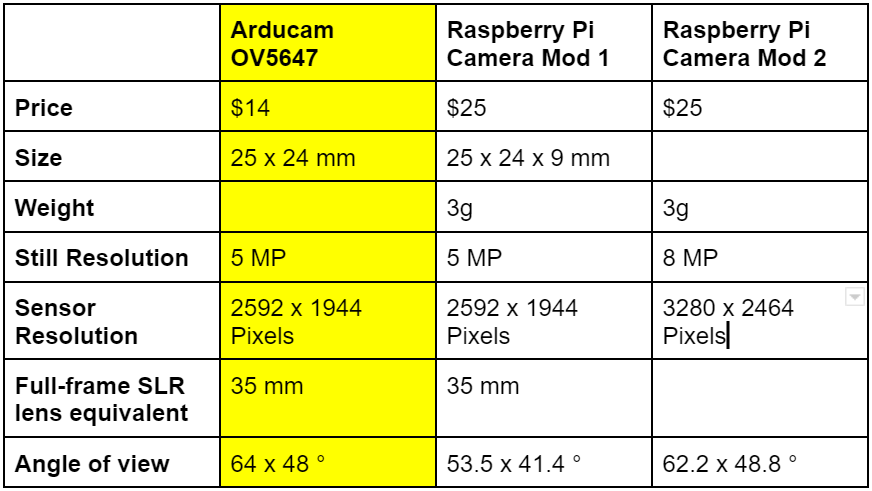 Arducam OV5647 Raspberry Pi Camera Mod 1 Raspberry Pi Camera Mod 2
Price $14 $25 $25
Size 25 x 24 mm 25 x 24 x 9 mm
Weight 3g 3g
Still Resolution 5 MP 5 MP 8 MP
Sensor Resolution 2592 x 1944 Pixels 2592 x 1944 Pixels 3280 x 2464 Pixels
Full-frame SLR lens equivalent 35 mm 35 mm
Angle of view 64 x 48 ° 53.5 x 41.4 ° 62.2 x 48.8 °